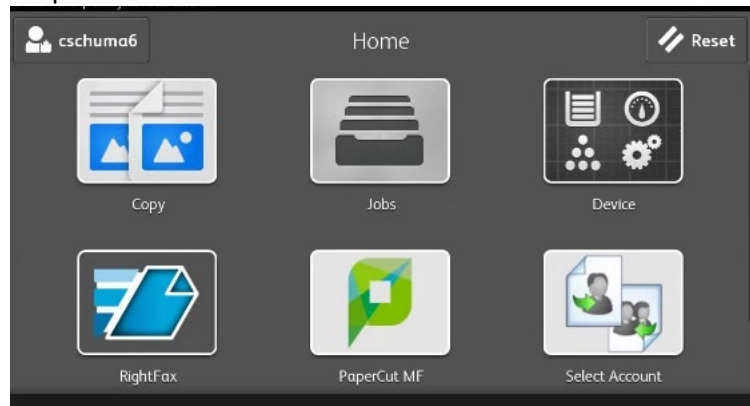 cschuma6
Home
Reset
Copy
Jobs
Device
RightFax
PaperCut MF
Select Account